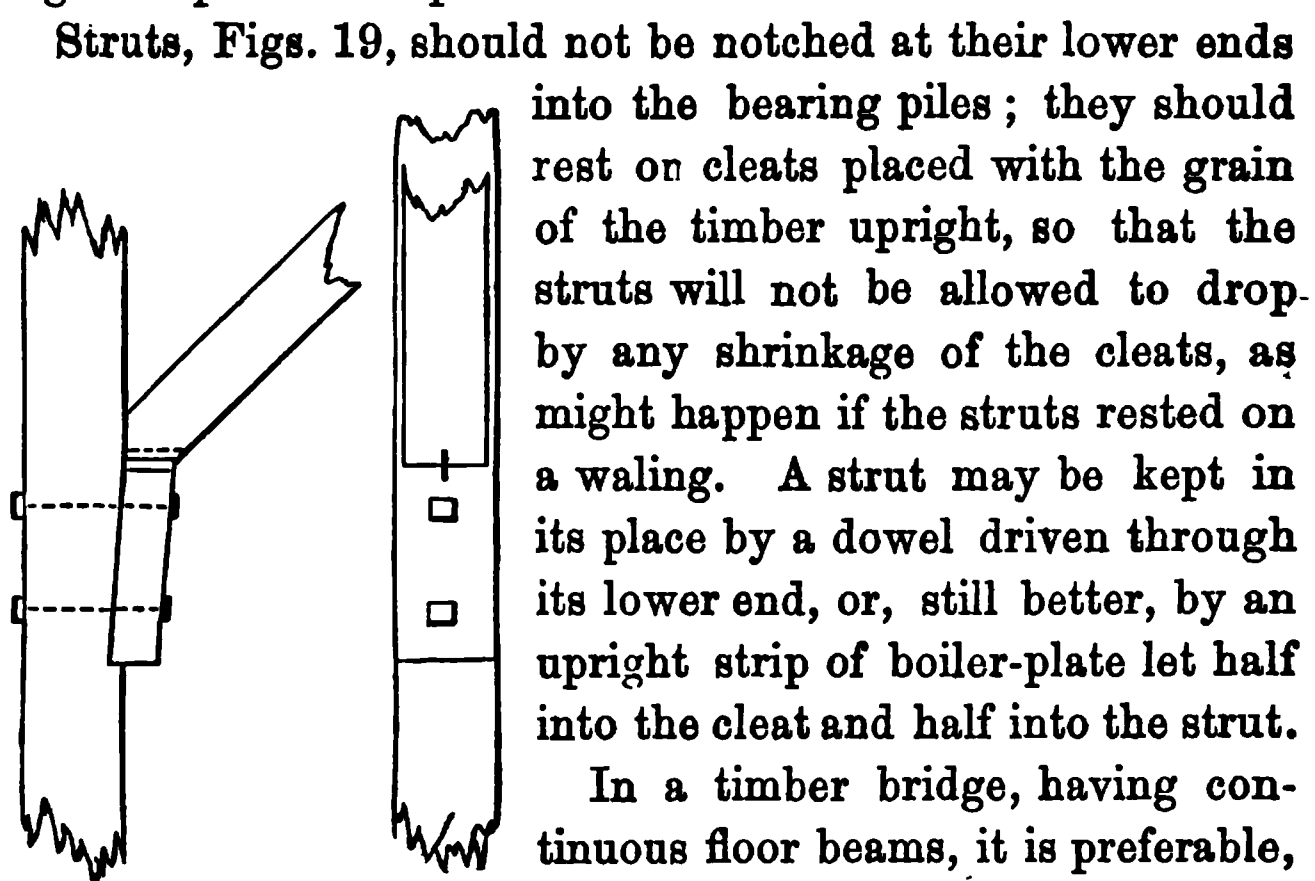 Struts, Figs. 19, should not be notched at their lower ends
into the bearing piles ; they should
rest on cleats placed with the grain
of the timber upright, so that the
struts will not be allowed to drop
by any shrinkage of the cleats, as
might happen if the struts rested on
a waling. A strut may be kept in
its place by a dowel driven through
its lower end, or, still better, by an
upright strip of boiler-plate let half
into the cleat and half into the strut.
In a timber bridge, having con-
tinuous floor beams, it is preferable,